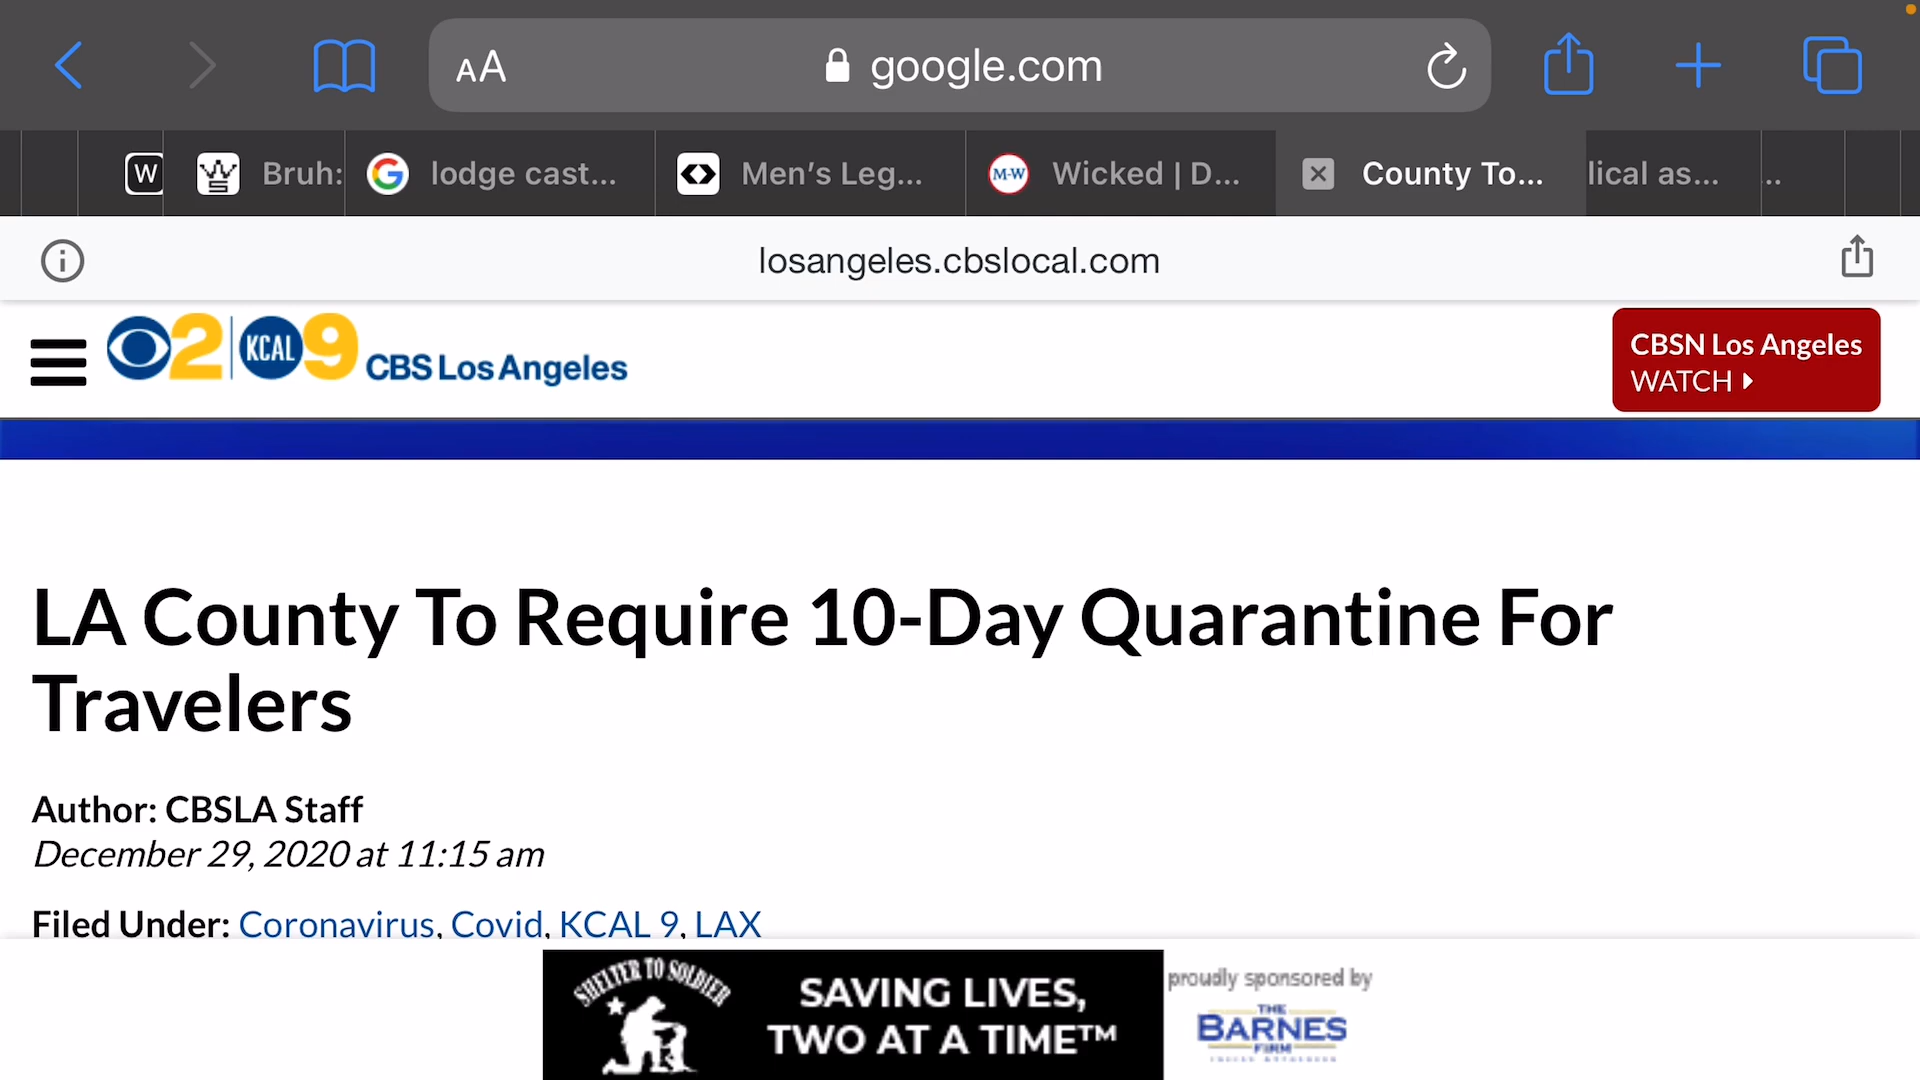 AA google.com
W Bruh: lodge cast... Men’s Leg... M-W Wicked | D... County To... lical as... ..
losangeles.cbslocal.com
2 KCAL 9 CBS Los Angeles
CBSN Los Angeles
WATCH
LA County To Require 10-Day Quarantine For
Travelers
Author: CBSLA Staff
December 29, 2020 at 11:15 am
Filed Under: Coronavirus, Covid, KCAL 9, LAX
SHELTER TO SOLDIER
SAVING LIVES,
TWO AT A TIME™
proudly sponsored by
THE
BARNES
FIRM